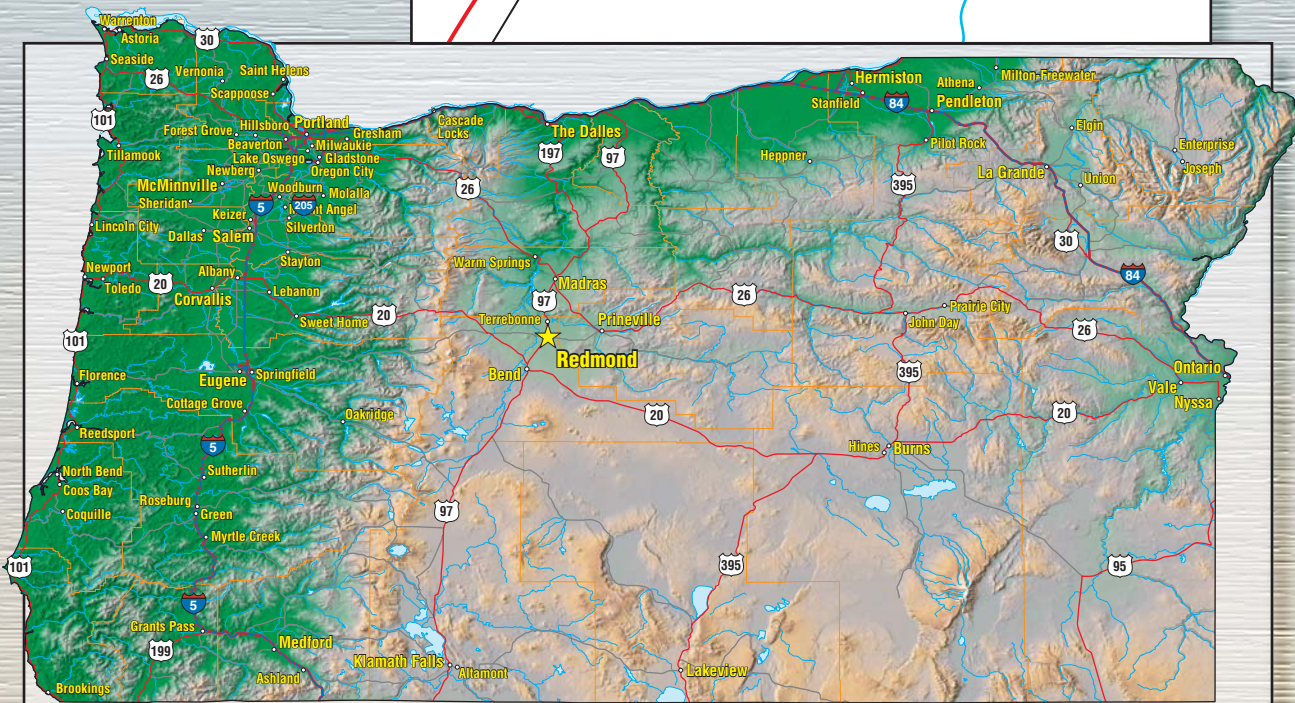 Warrenton
Astoria
30
Seaside
26
Vernonia
Saint Helens
Scappoose
101
Forest Grove
Hillsboro
Portland
Gresham
Beaverton
Milwaukie
Lake Oswego
Gladstone
Tillamook
Newberg
Oregon City
McMinnville
Woodburn
Molalla
Sheridan
5
205
Angel
Keizer
Silverton
Lincoln City
Dallas
Salem
Stayton
Newport
20
Albany
Toledo
Corvallis
Lebanon
Sweet Home
20
101
Florence
Eugene
Springfield
Cottage Grove
Oakridge
Reedsport
5
North Bend
Sutherlin
Coos Bay
Roseburg
Coquille
Green
Myrtle Creek
101
5
Grants Pass
199
Medford
Ashland
Brookings
Cascade
Locks
The Dalles
197
97
26
Warm Springs
Madras
97
26
Terrebonne
Prineville
Redmond
Bend
20
97
Klamath Falls
Altamont
Hermiston
Stanfield
84
Athena
Milton-Freewater
Pendleton
Pilot Rock
Heppner
395
Elgin
Enterprise
Joseph
La Grande
Union
30
84
Prairie City
John Day
26
395
Ontario
Vale
Nyssa
20
Hines
Burns
395
95
Lakeview